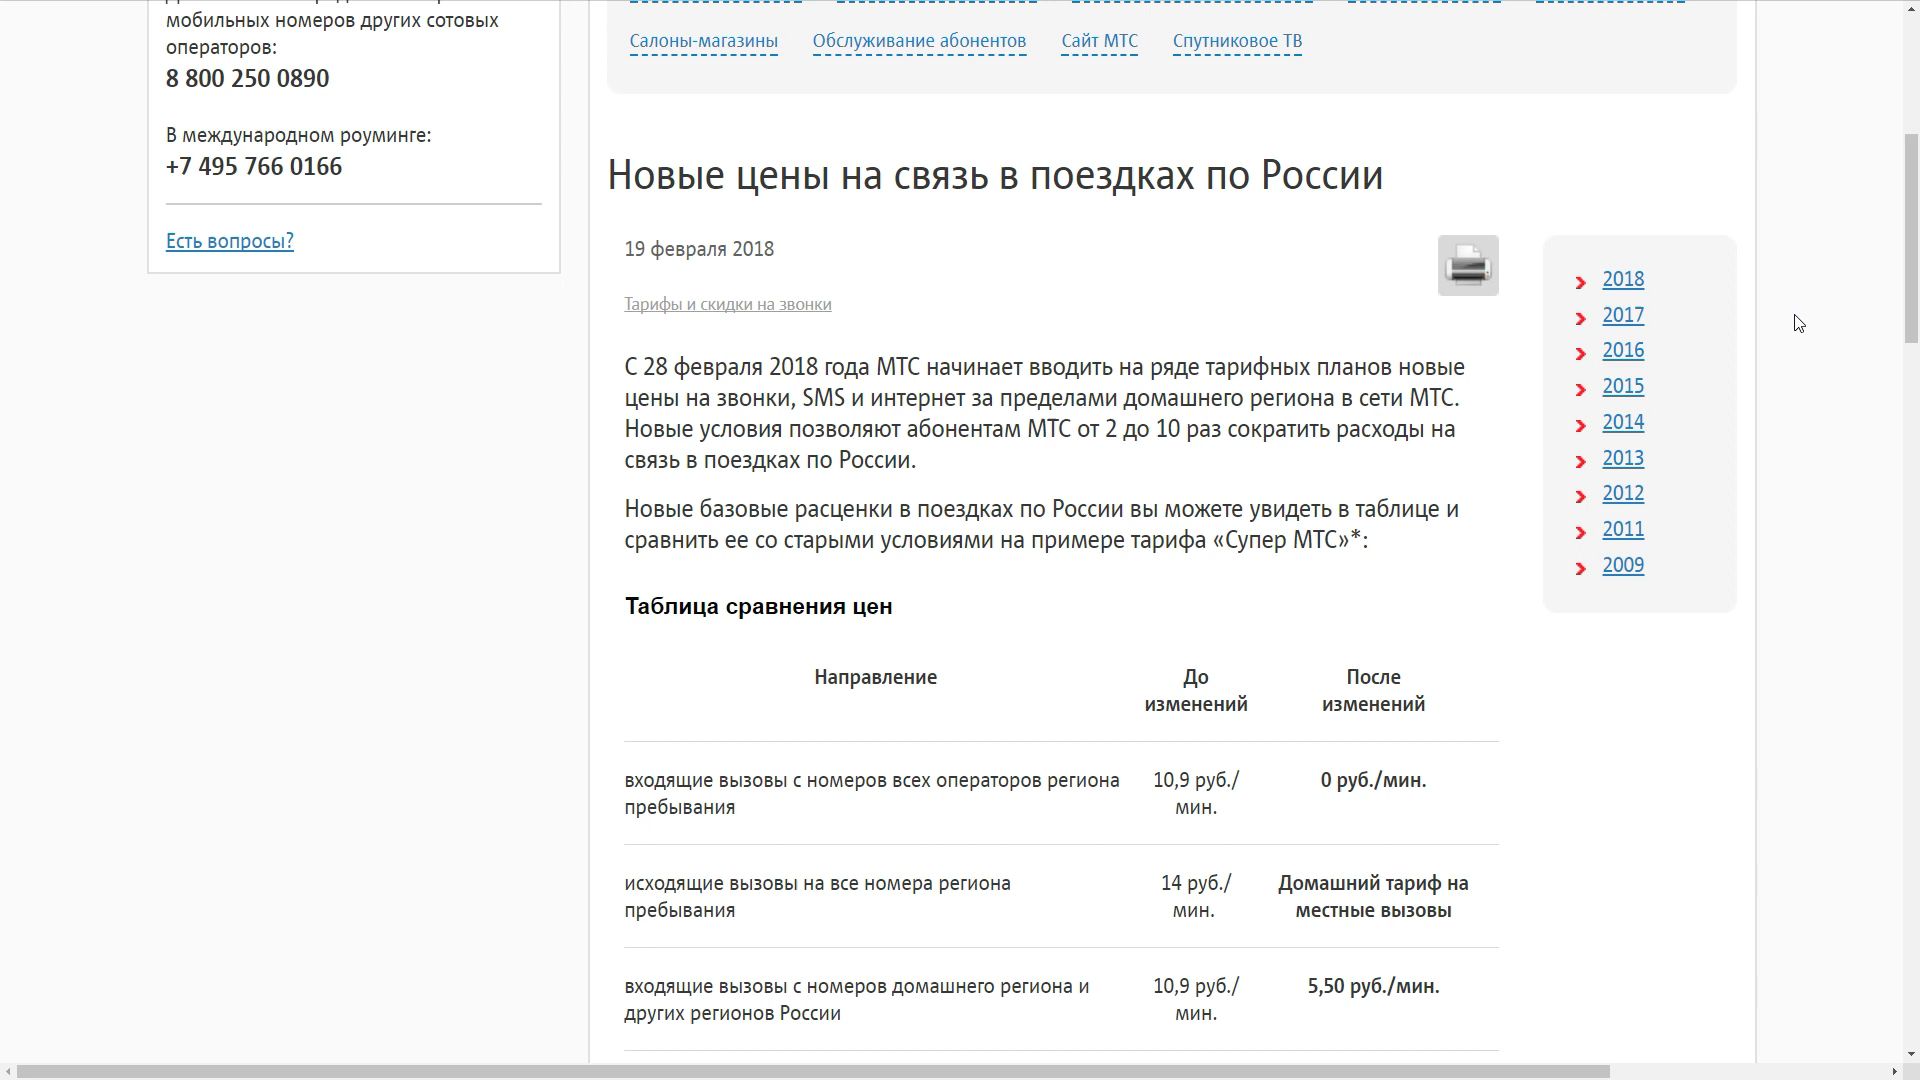 мобильных номеров других сотовых
операторов:
8 800 250 0890
В международном роуминге:
+7 495 766 0166
Есть вопросы?
Салоны-магазины Обслуживание абонентов Сайт МТС Спутниковое ТВ
Новые цены на связь в поездках по России
19 февраля 2018
Тарифы и скидки на звонки
С 28 февраля 2018 года МТС начинает вводить на ряде тарифных планов новые
цены на звонки, SMS и интернет за пределами домашнего региона в сети МТС.
Новые условия позволяют абонентам МТС от 2 до 10 раз сократить расходы на
связь в поездках по России.
Новые базовые расценки в поездках по России вы можете увидеть в таблице и
сравнить ее со старыми условиями на примере тарифа «Супер МТС»*:
Таблица сравнения цен
Направление До После
изменений изменений
входящие вызовы с номеров всех операторов региона 10,9 руб./ 0 руб./мин.
пребывания мин.
исходящие вызовы на все номера региона 14 руб./ Домашний тариф на
пребывания мин. местные вызовы
входящие вызовы с номеров домашнего региона и 10,9 руб./ 5,50 руб./мин.
других регионов России мин.
2018
2017
2016
2015
2014
2013
2012
2011
2009